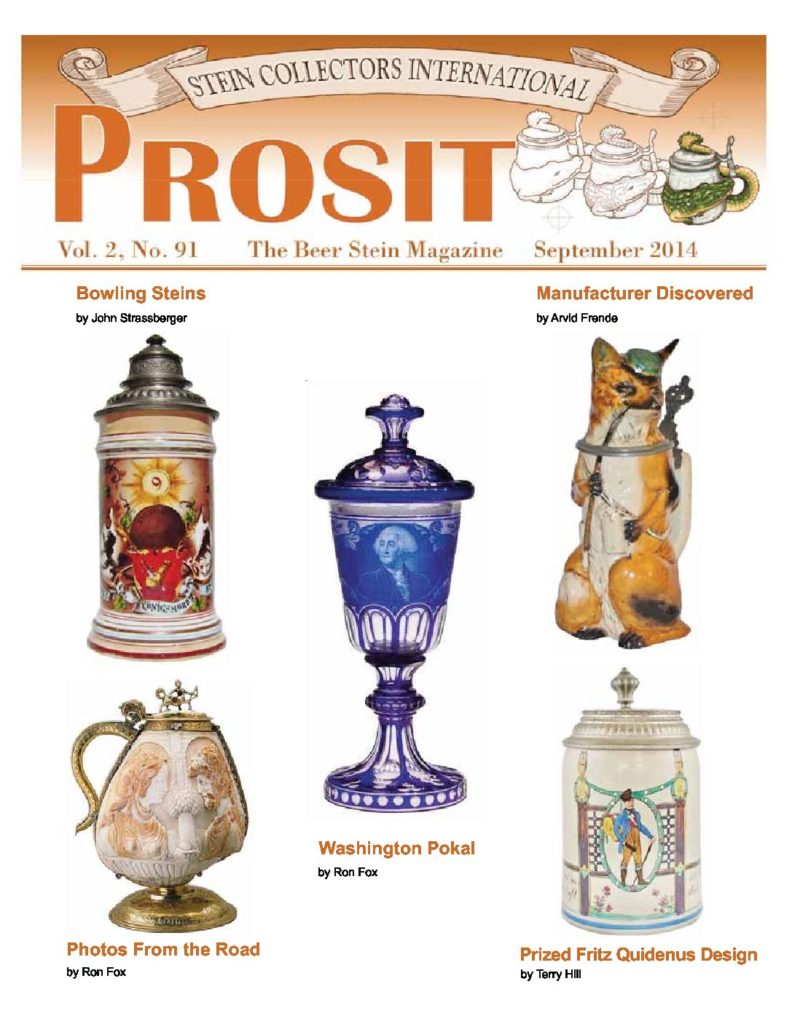 STEIN COLLECTORS INTERNATIONAL
PROSIT
Vol. 2, No. 91 The Beer Stein Magazine September 2014
Bowling Steins
by John Strassberger
Manufacturer Discovered
by Arvid Frende
9
KÖNIGSMORD
Washington Pokal
by Ron Fox
Photos From the Road
by Ron Fox
Prized Fritz Quidenus Design
by Terry Hill